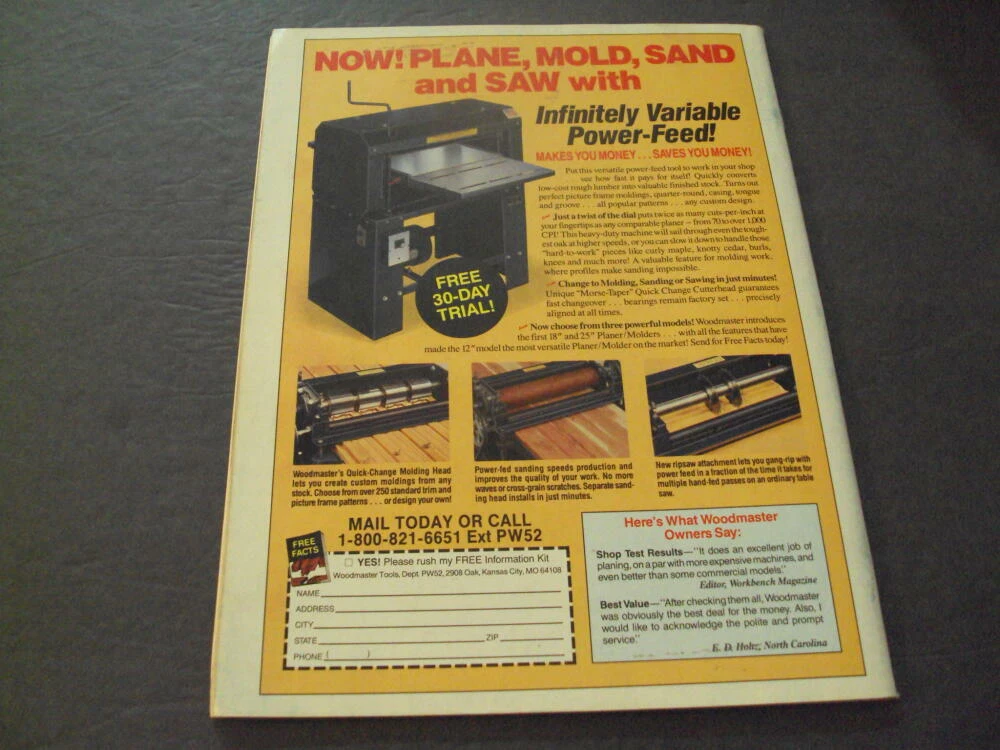 NOW! PLANE, MOLD, SAND
and SAW with
Infinitely Variable
Power-Feed!
MAKES YOU MONEY . . . SAVES YOU MONEY!
Put this versatile power-feed tool to work in your shop
. . . see how fast it pays for itself! Quickly converts
low-cost rough lumber into valuable finished stock. Turns out
perfect picture frame moldings, quarter-round, casing, tongue
and groove . . . all popular patterns . . . any custom design.
Just a twist of the dial puts twice as many cuts-per-inch at
your fingertips as any comparable planer – from 70 to over 1,000
CPI! This heavy-duty machine will sail through even the tough-
est oak at higher speeds, or you can slow it down to handle those
"hard-to-work" pieces like curly maple, knotty cedar, burls,
knees and much more! A valuable feature for molding work,
where profiles make sanding impossible.
Change to Molding, Sanding or Sawing in just minutes!
Unique "Morse-Taper" Quick Change Cutterhead guarantees
fast changeover . . . bearings remain factory set . . . precisely
aligned at all times.
Now choose from three powerful models! Woodmaster introduces
the first 18" and 25" Planer/Molders . . . with all the features that have
made the 12" model the most versatile Planer/Molder on the market! Send for Free Facts today!
FREE
30-DAY
TRIAL!
Woodmaster's Quick-Change Molding Head
lets you create custom moldings from any
stock. Choose from over 250 standard trim and
picture frame patterns . . . or design your own!
Power-fed sanding speeds production and
improves the quality of your work. No more
waves or cross-grain scratches. Separate sand-
ing head installs in just minutes.
New ripsaw attachment lets you gang-rip with
power feed in a fraction of the time it takes for
multiple hand-fed passes on an ordinary table
saw.
MAIL TODAY OR CALL
1-800-821-6651 Ext PW52
FREE
FACTS
YES! Please rush my FREE Information Kit
Woodmaster Tools, Dept. PW52, 2908 Oak, Kansas City, MO 64108
NAME
ADDRESS
CITY
STATE ZIP
PHONE ( )
Here's What Woodmaster
Owners Say:
Shop Test Results—"It does an excellent job of
planing, on a par with more expensive machines, and
even better than some commercial models."
Editor, Workbench Magazine
Best Value—"After checking them all, Woodmaster
was obviously the best deal for the money. Also, I
would like to acknowledge the polite and prompt
service."
E. D. Holtz, North Carolina